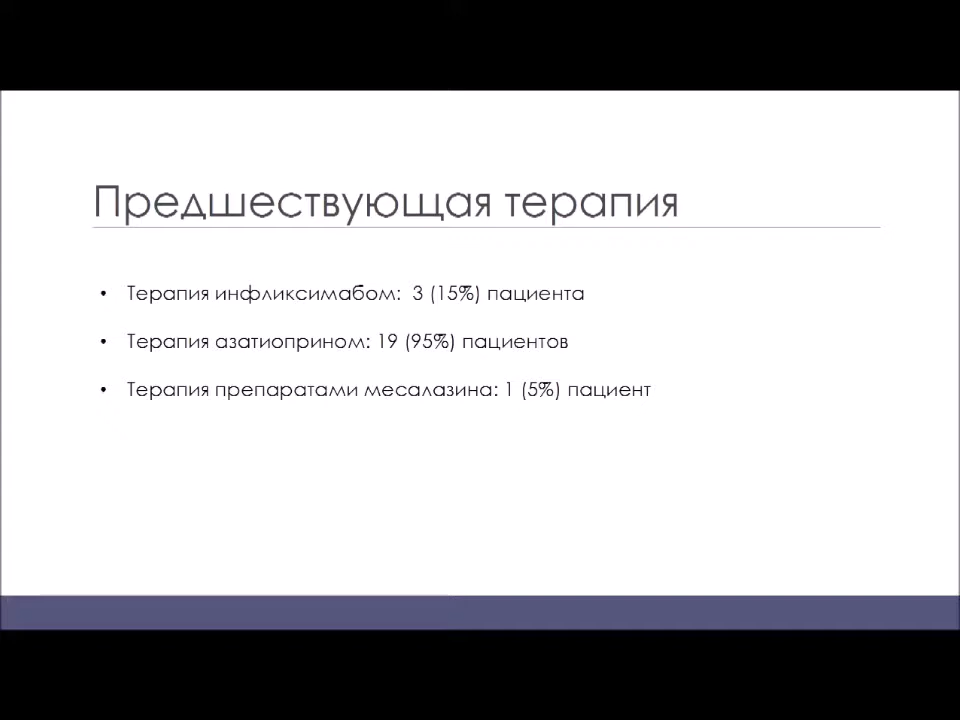 Предшествующая терапия
• Терапия инфликсимабом: 3 (15%) пациента
• Терапия азатиоприном: 19 (95%) пациентов
• Терапия препаратами месалазина: 1 (5%) пациент